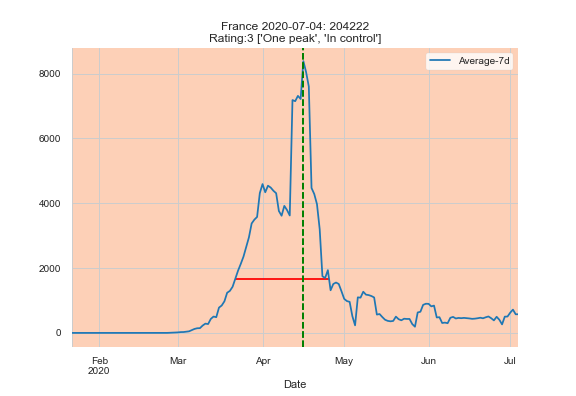 France 2020-07-04: 204222
Rating:3 ['One peak', 'In control']
Average-7d
8000
6000
4000
2000
0
Feb
2020
Mar
Apr
May
Jun
Jul
Date